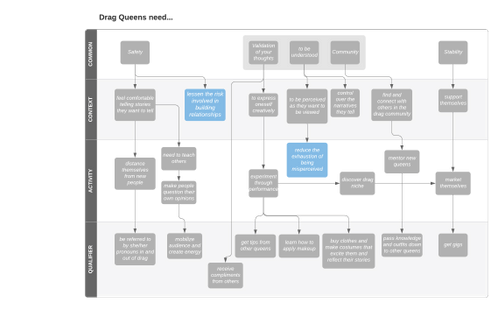 Drag Queens need...
COMMON
Safety
validation
of your
thoughts
to be
understood
Community
Stability
CONTEXT
feel comfortable
telling stories
they want to tell
lessen the risk
involved in
building
relationships
to express
oneself
creatively
to be perceived
as they want to
be viewed
control
over the
narratives
they tell
find and
connect with
others in the
drag community
support
themselves
ACTIVITY
distance
themselves
from new
people
need to teach
others
make people
question their
own opinions
reduce the
exhaustion of
being
misperceived
experiment
through
performance
discover drag
niche
mentor new
queens
market
themselves
QUALIFIER
be referred to
by she/her
pronouns in and
out of drag
mobilize
audience and
create energy
receive
compliments
from others
get tips from
other queens
learn how to
apply makeup
buy clothes and
costumes that
excite them and
reflect their stories
pass knowledge
and outfits down
to other queens
get gigs